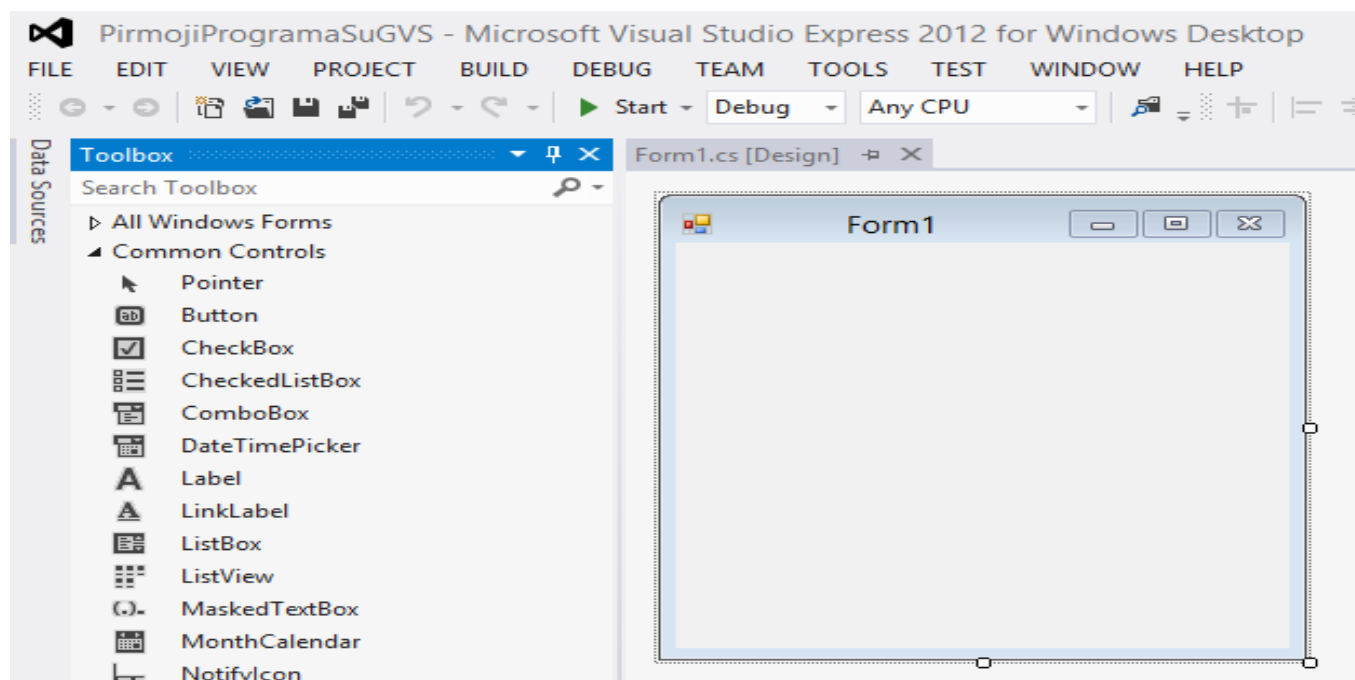 PirmojiProgramaSuGVS - Microsoft Visual Studio Express 2012 for Windows Desktop
FILE EDIT VIEW PROJECT BUILD DEBUG TEAM TOOLS TEST WINDOW HELP
Start Debug Any CPU
Data Sources
Toolbox
Search Toolbox
All Windows Forms
Common Controls
Pointer
Button
CheckBox
CheckedListBox
ComboBox
DateTimePicker
Label
LinkLabel
ListBox
ListView
MaskedTextBox
MonthCalendar
NotifyIcon
Form1.cs [Design]
Form1